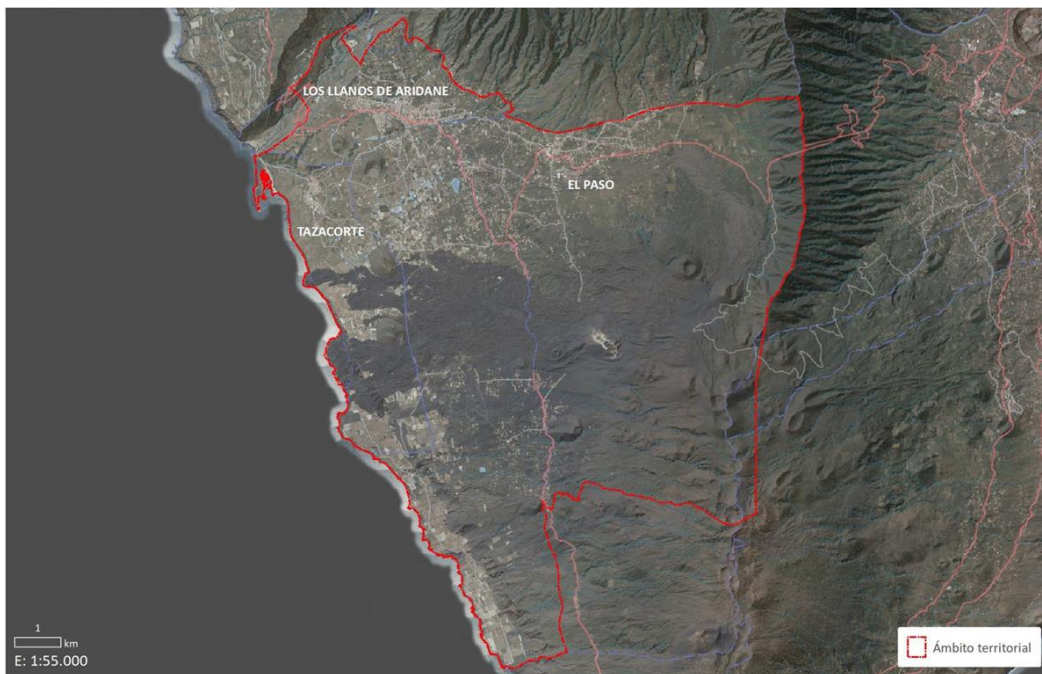 LOS LLANOS DE ARIDANE
EL PASO
TAZACORTE
1
km
E: 1:55.000
Ámbito territorial